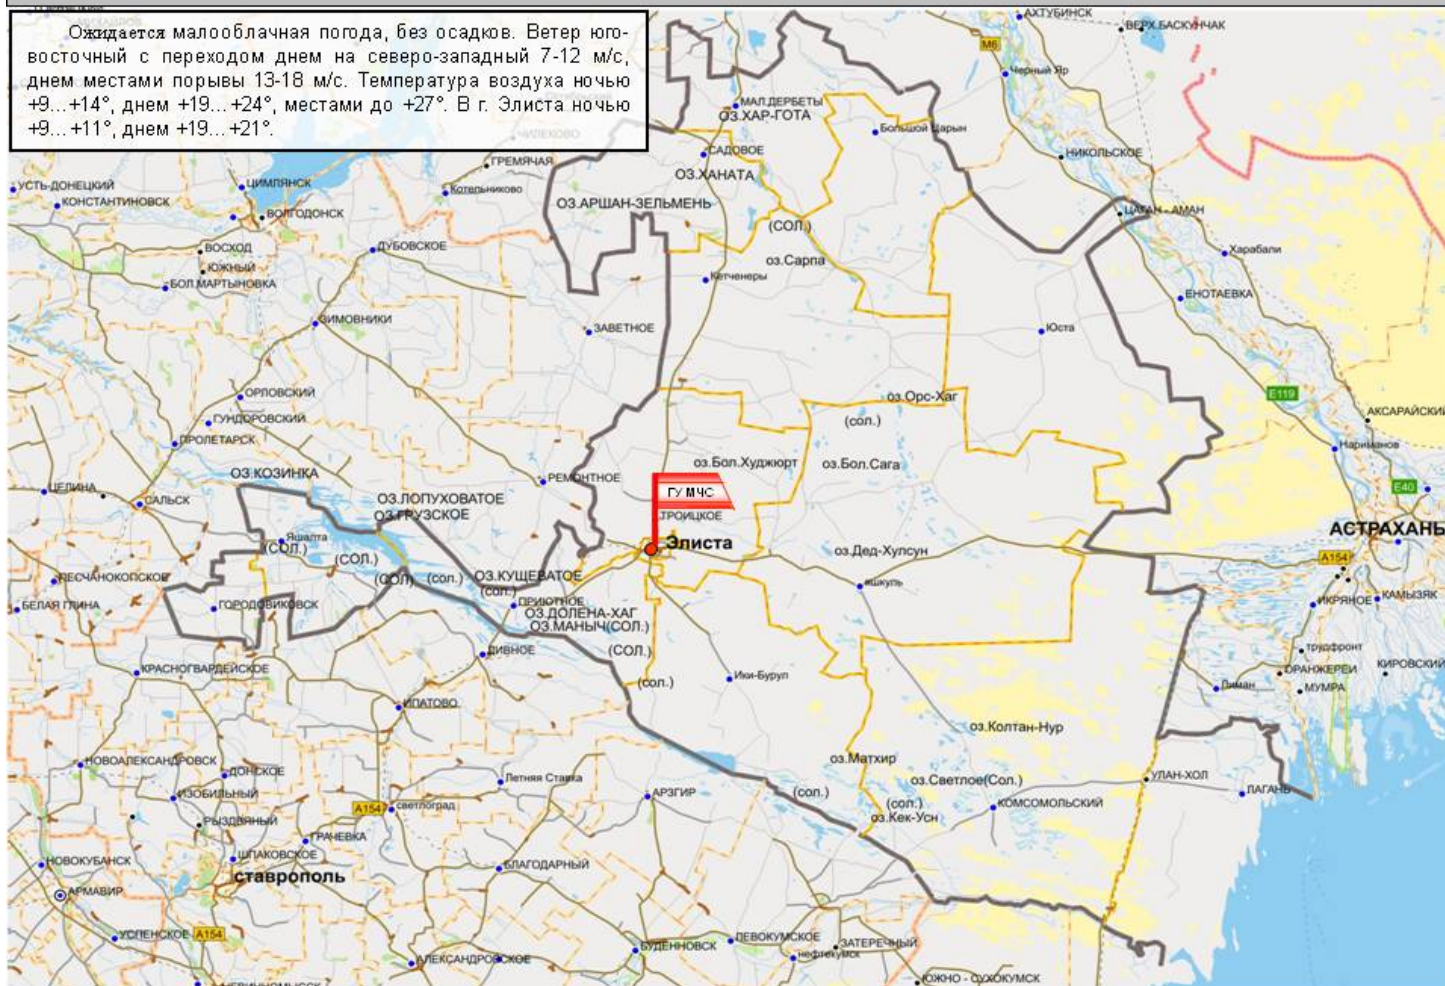 Ожидается малооблачная погода, без осадков. Ветер юго-
восточный с переходом днем на северо-западный 7-12 м/с,
днем местами порывы 13-18 м/с. Температура воздуха ночью
+9...+14°, днем +19...+24°, местами до +27°. В г. Элиста ночью
+9...+11°, днем +19...+21°.
АХТУБИНСК
ВЕРХ.БАСКУНЧАК
М6
Черный Яр
МАЛ.ДЕРБЕТЫ
ОЗ.ХАР-ГОТА
Большой Царын
ЧИЛЕКОВО
САДОВОЕ
НИКОЛЬСКОЕ
ГРЕМЯЧАЯ
ОЗ.ХАНАТА
УСТЬ-ДОНЕЦКИЙ
ЦИМЛЯНСК
Котельниково
КОНСТАНТИНОВСК
ОЗ.АРШАН-ЗЕЛЬМЕНЬ
ВОЛГОДОНСК
ЦАГАН - АМАН
(СОЛ.)
ВОСХОД
ДУБОВСКОЕ
Харабали
оз.Сарпа
ЮЖНЫЙ
Кетченеры
БОЛ.МАРТЫНОВКА
ЕНОТАЕВКА
ЗИМОВНИКИ
ЗАВЕТНОЕ
Юста
ОРЛОВСКИЙ
оз.Орс-Хаг
Е119
ГУНДОРОВСКИЙ
(сол.)
АКСАРАЙСКИЙ
ПРОЛЕТАРСК
Нариманов
оз.Бол.Худжюрт
оз.Бол.Сага
ОЗ.КОЗИНКА
РЕМОНТНОЕ
ЦЕЛИНА
Е40
ГУ МЧС
САЛЬСК
ОЗ.ЛОПУХОВАТОЕ
ОЗ.ГРУЗСКОЕ
ТРОИЦКОЕ
АСТРАХАНЬ
Яшалта
(СОЛ.)
Элиста
оз.Дед-Хулсун
(СОЛ.)
А154
ПЕСЧАНОКОПСКОЕ
(СОЛ)
(сол.)
ОЗ.КУЩЕВАТОЕ
яшкуль
(сол.)
БЕЛАЯ ГЛИНА
ГОРОДОВИКОВСК
ПРИЮТНОЕ
ИКРЯНОЕ
КАМЫЗЯК
ОЗ.ДОЛЕНА-ХАГ
ОЗ.МАНЫЧ(СОЛ.)
ДИВНОЕ
(СОЛ.)
трудфронт
КРАСНОГВАРДЕЙСКОЕ
(сол.)
Ики-Бурул
ОРАНЖЕРЕИ
КИРОВСКИЙ
Лиман
МУМРА
ИПАТОВО
оз.Колтан-Нур
НОВОАЛЕКСАНДРОВСК
ДОНСКОЕ
Летняя Ставка
оз.Матхир
оз.Светлое(Сол.)
УЛАН-ХОЛ
ИЗОБИЛЬНЫЙ
А154
светлоград
АРЗГИР
(сол.)
(сол.)
КОМСОМОЛЬСКИЙ
ЛАГАНЬ
РЫЗДВЯНЫЙ
оз.Кек-Усн
ГРАЧЕВКА
НОВОКУБАНСК
ШПАКОВСКОЕ
БЛАГОДАРНЫЙ
ставрополь
АРМАВИР
УСПЕНСКОЕ
А154
БУДЕННОВСК
ЛЕВОКУМСКОЕ
ЗАТЕРЕЧНЫЙ
нефтекумск
АЛЕКСАНДРОВСКОЕ
ЮЖНО - СУХОКУМСК